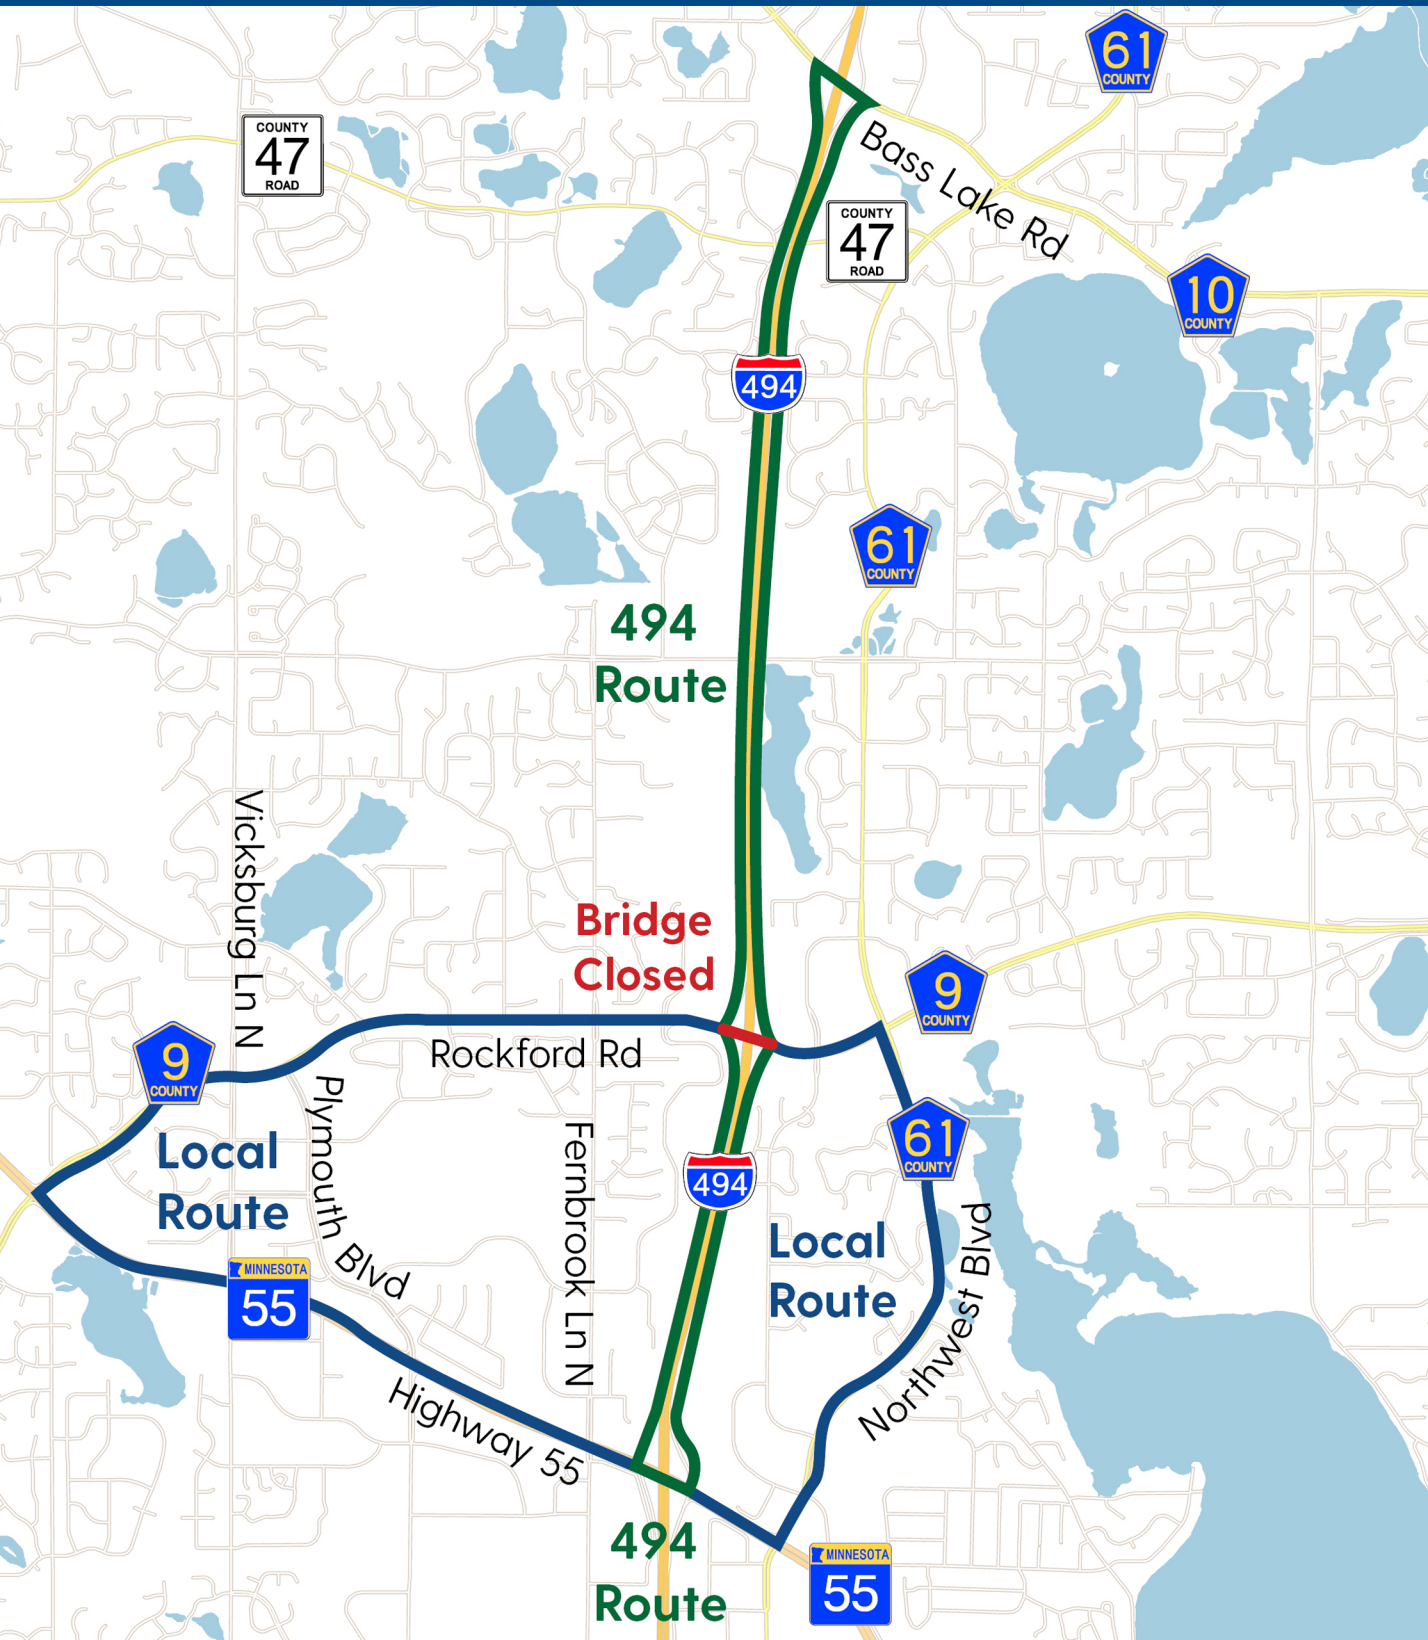 61
COUNTY
COUNTY
47
ROAD
Bass Lake Rd
COUNTY
47
ROAD
10
COUNTY
494
61
COUNTY
494
Route
Vicksburg Ln N
Bridge
Closed
9
COUNTY
Rockford Rd
9
COUNTY
Plymouth Blvd
Local
Route
Fernbrook Ln N
494
61
COUNTY
Northwest Blvd
Local
Route
MINNESOTA
55
Highway 55
494
Route
MINNESOTA
55